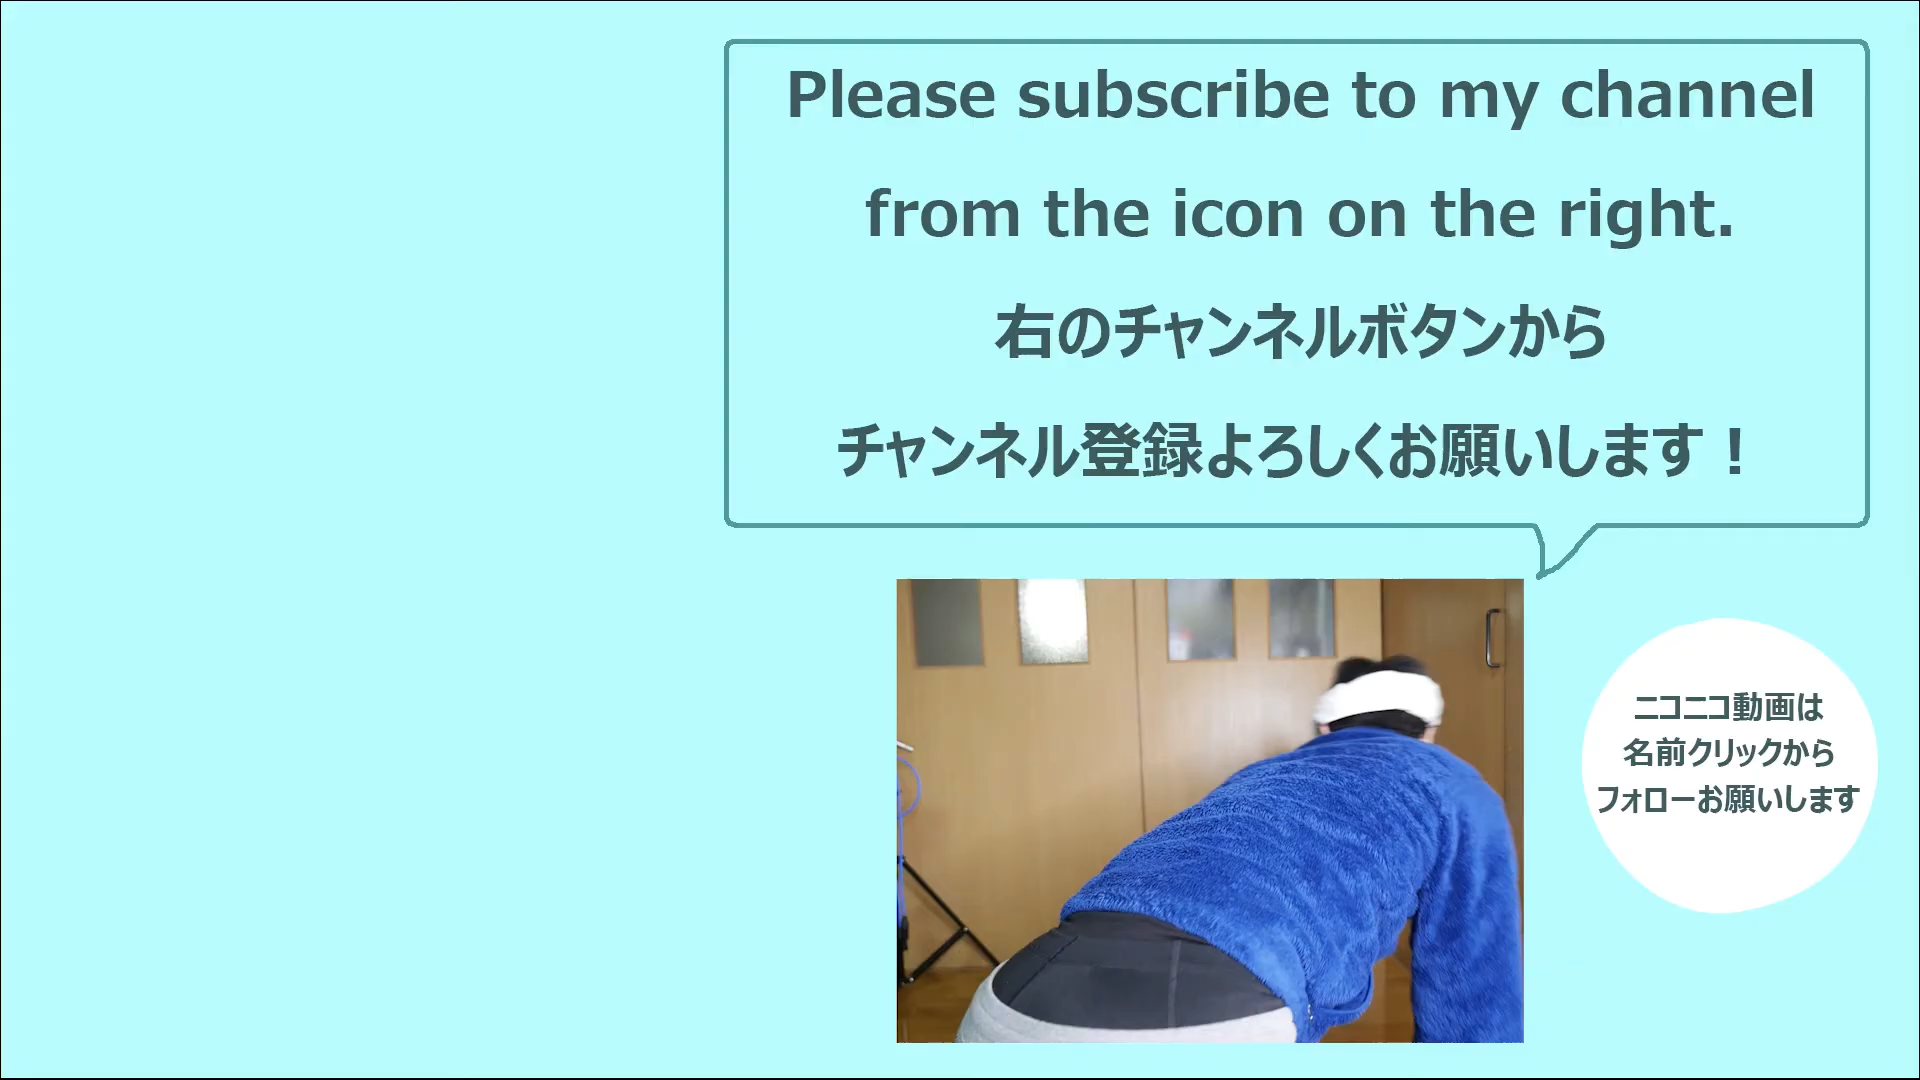 Please subscribe to my channel
from the icon on the right.
右のチャンネルボタンから
チャンネル登録よろしくお願いします！
ニコニコ動画は
名前クリックから
フォローお願いします